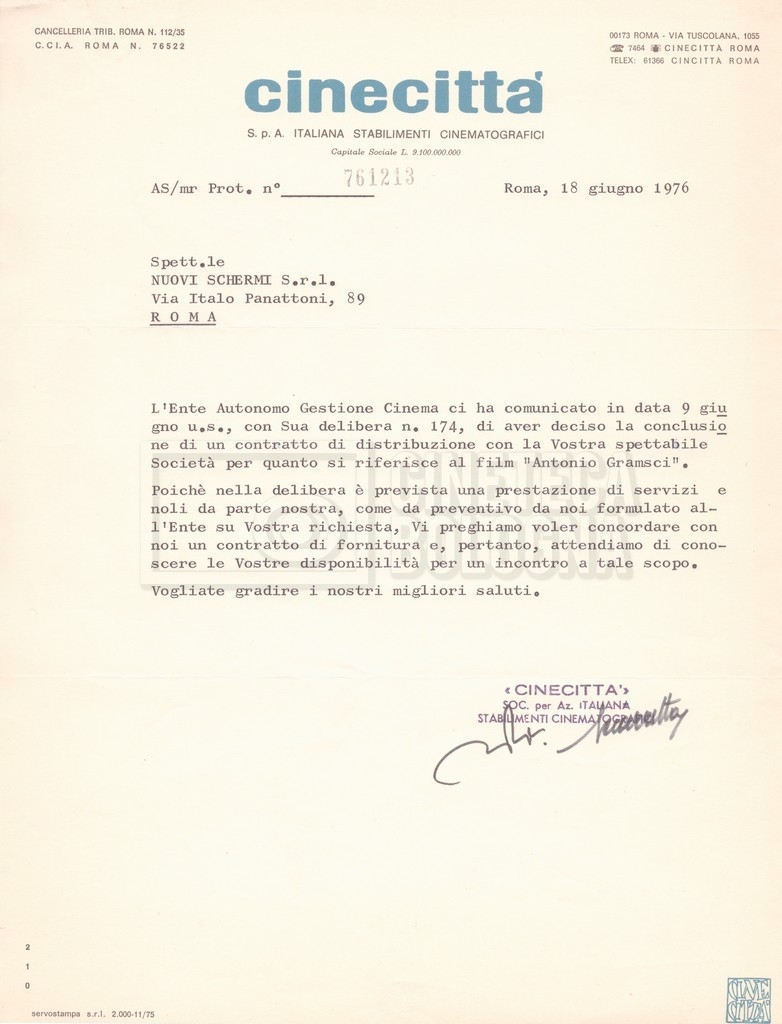 CANCELLERIA TRIB. ROMA N. 112/35
C.C.I.A. ROMA N. 76522
00173 ROMA - VIA TUSCOLANA, 1055
☎ 7464 CINECITTA ROMA
TELEX: 61366 CINCITTA ROMA
cinecittà
S. p. A. ITALIANA STABILIMENTI CINEMATOGRAFICI
Capitale Sociale L. 9.100.000.000
AS/mr Prot. n° 761213 Roma, 18 giugno 1976
Spett.le
NUOVI SCHERMI S.r.l.
Via Italo Panattoni, 89
R O M A
L'Ente Autonomo Gestione Cinema ci ha comunicato in data 9 giu
gno u.s., con Sua delibera n. 174, di aver deciso la conclusio
ne di un contratto di distribuzione con la Vostra spettabile
Società per quanto si riferisce al film "Antonio Gramsci".
Poichè nella delibera è prevista una prestazione di servizi e
noli da parte nostra, come da preventivo da noi formulato al-
l'Ente su Vostra richiesta, Vi preghiamo voler concordare con
noi un contratto di fornitura e, pertanto, attendiamo di cono-
scere le Vostre disponibilità per un incontro a tale scopo.
Vogliate gradire i nostri migliori saluti.
CINETECA
BOLOGNA
« CINECITTA'»
SOC. per Az. ITALIANA
STABILIMENTI CINEMATOGRAFICI
2
1
0
servostampa s.r.l. 2.000-11/75
CINE
CITTÀ